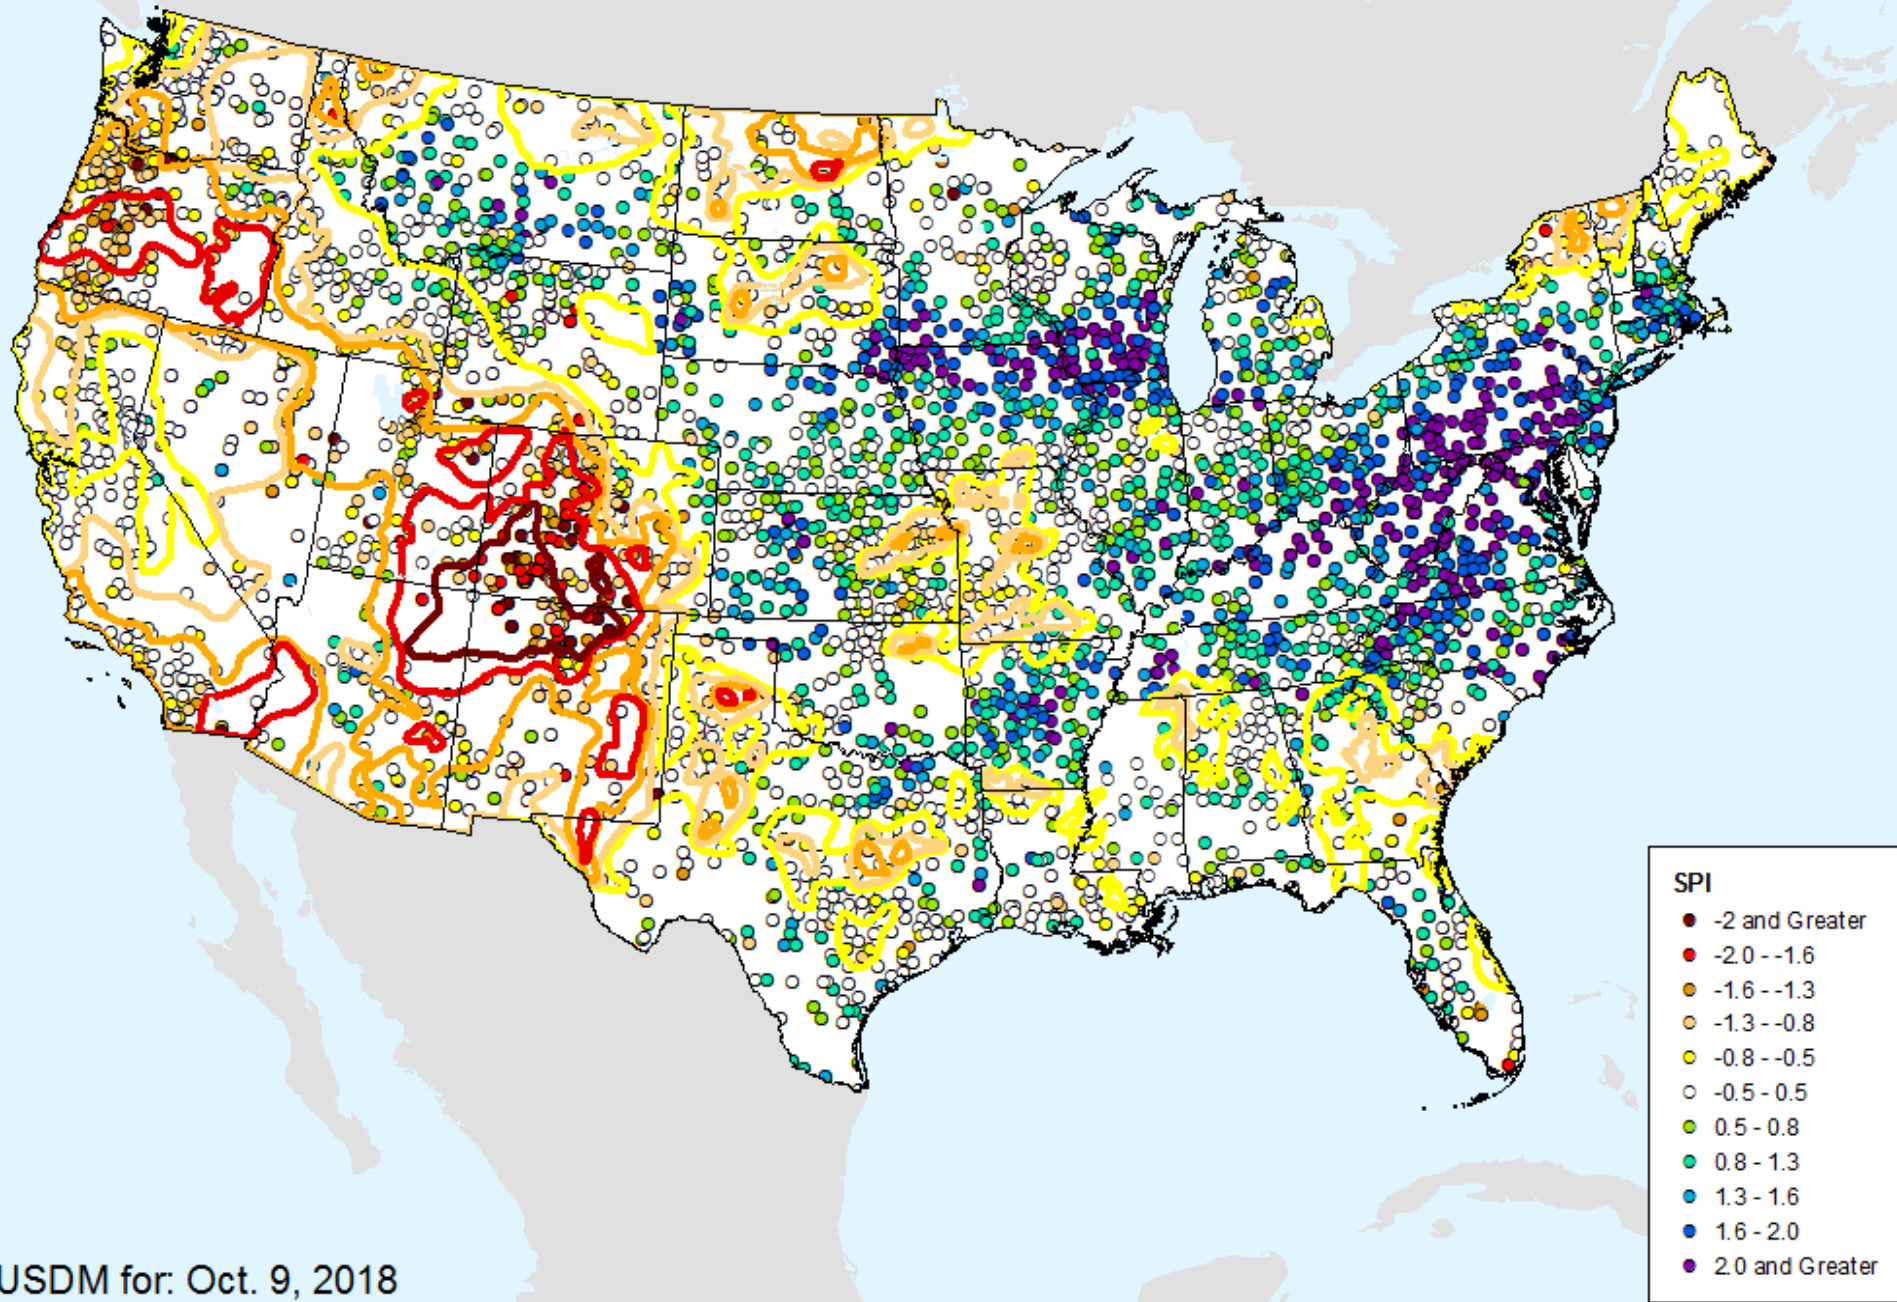 SPI
-2 and Greater
-2.0 - -1.6
-1.6 - -1.3
-1.3 - -0.8
-0.8 - -0.5
-0.5 - 0.5
0.5 - 0.8
0.8 - 1.3
1.3 - 1.6
1.6 - 2.0
2.0 and Greater
USDM for: Oct. 9, 2018